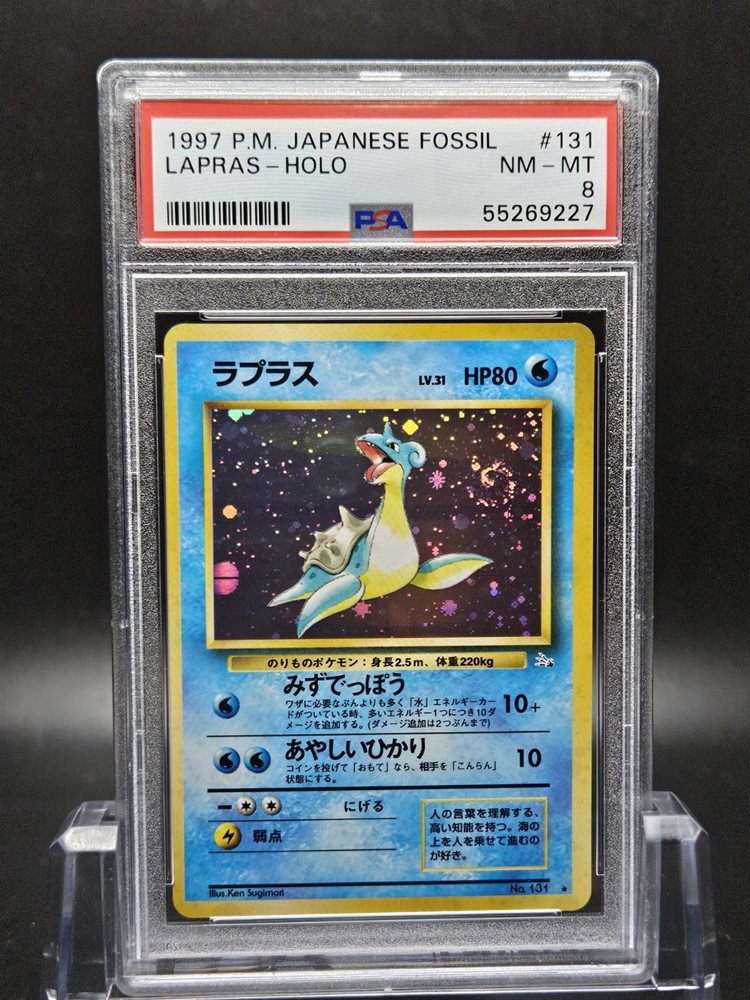 1997 P.M. JAPANESE FOSSIL #131
LAPRAS - HOLO NM - MT
8
PSA 55269227
ラプラス LV.31 HP80
のりものポケモン：身長2.5m、体重220kg
みずでっぽう 10+
ワザに必要なぶんよりも多く「水」エネルギーカー
ドがついている時、多いエネルギー1つにつき10ダ
メージを追加する。(ダメージ追加は2つぶんまで)
あやしいひかり 10
コインを投げて「おもて」なら、相手を「こんらん」
状態にする。
にげる
弱点
人の言葉を理解する、
高い知能を持つ。海の
上を人を乗せて進むの
が好き。
Illus.Ken Sugimori No. 131 ★